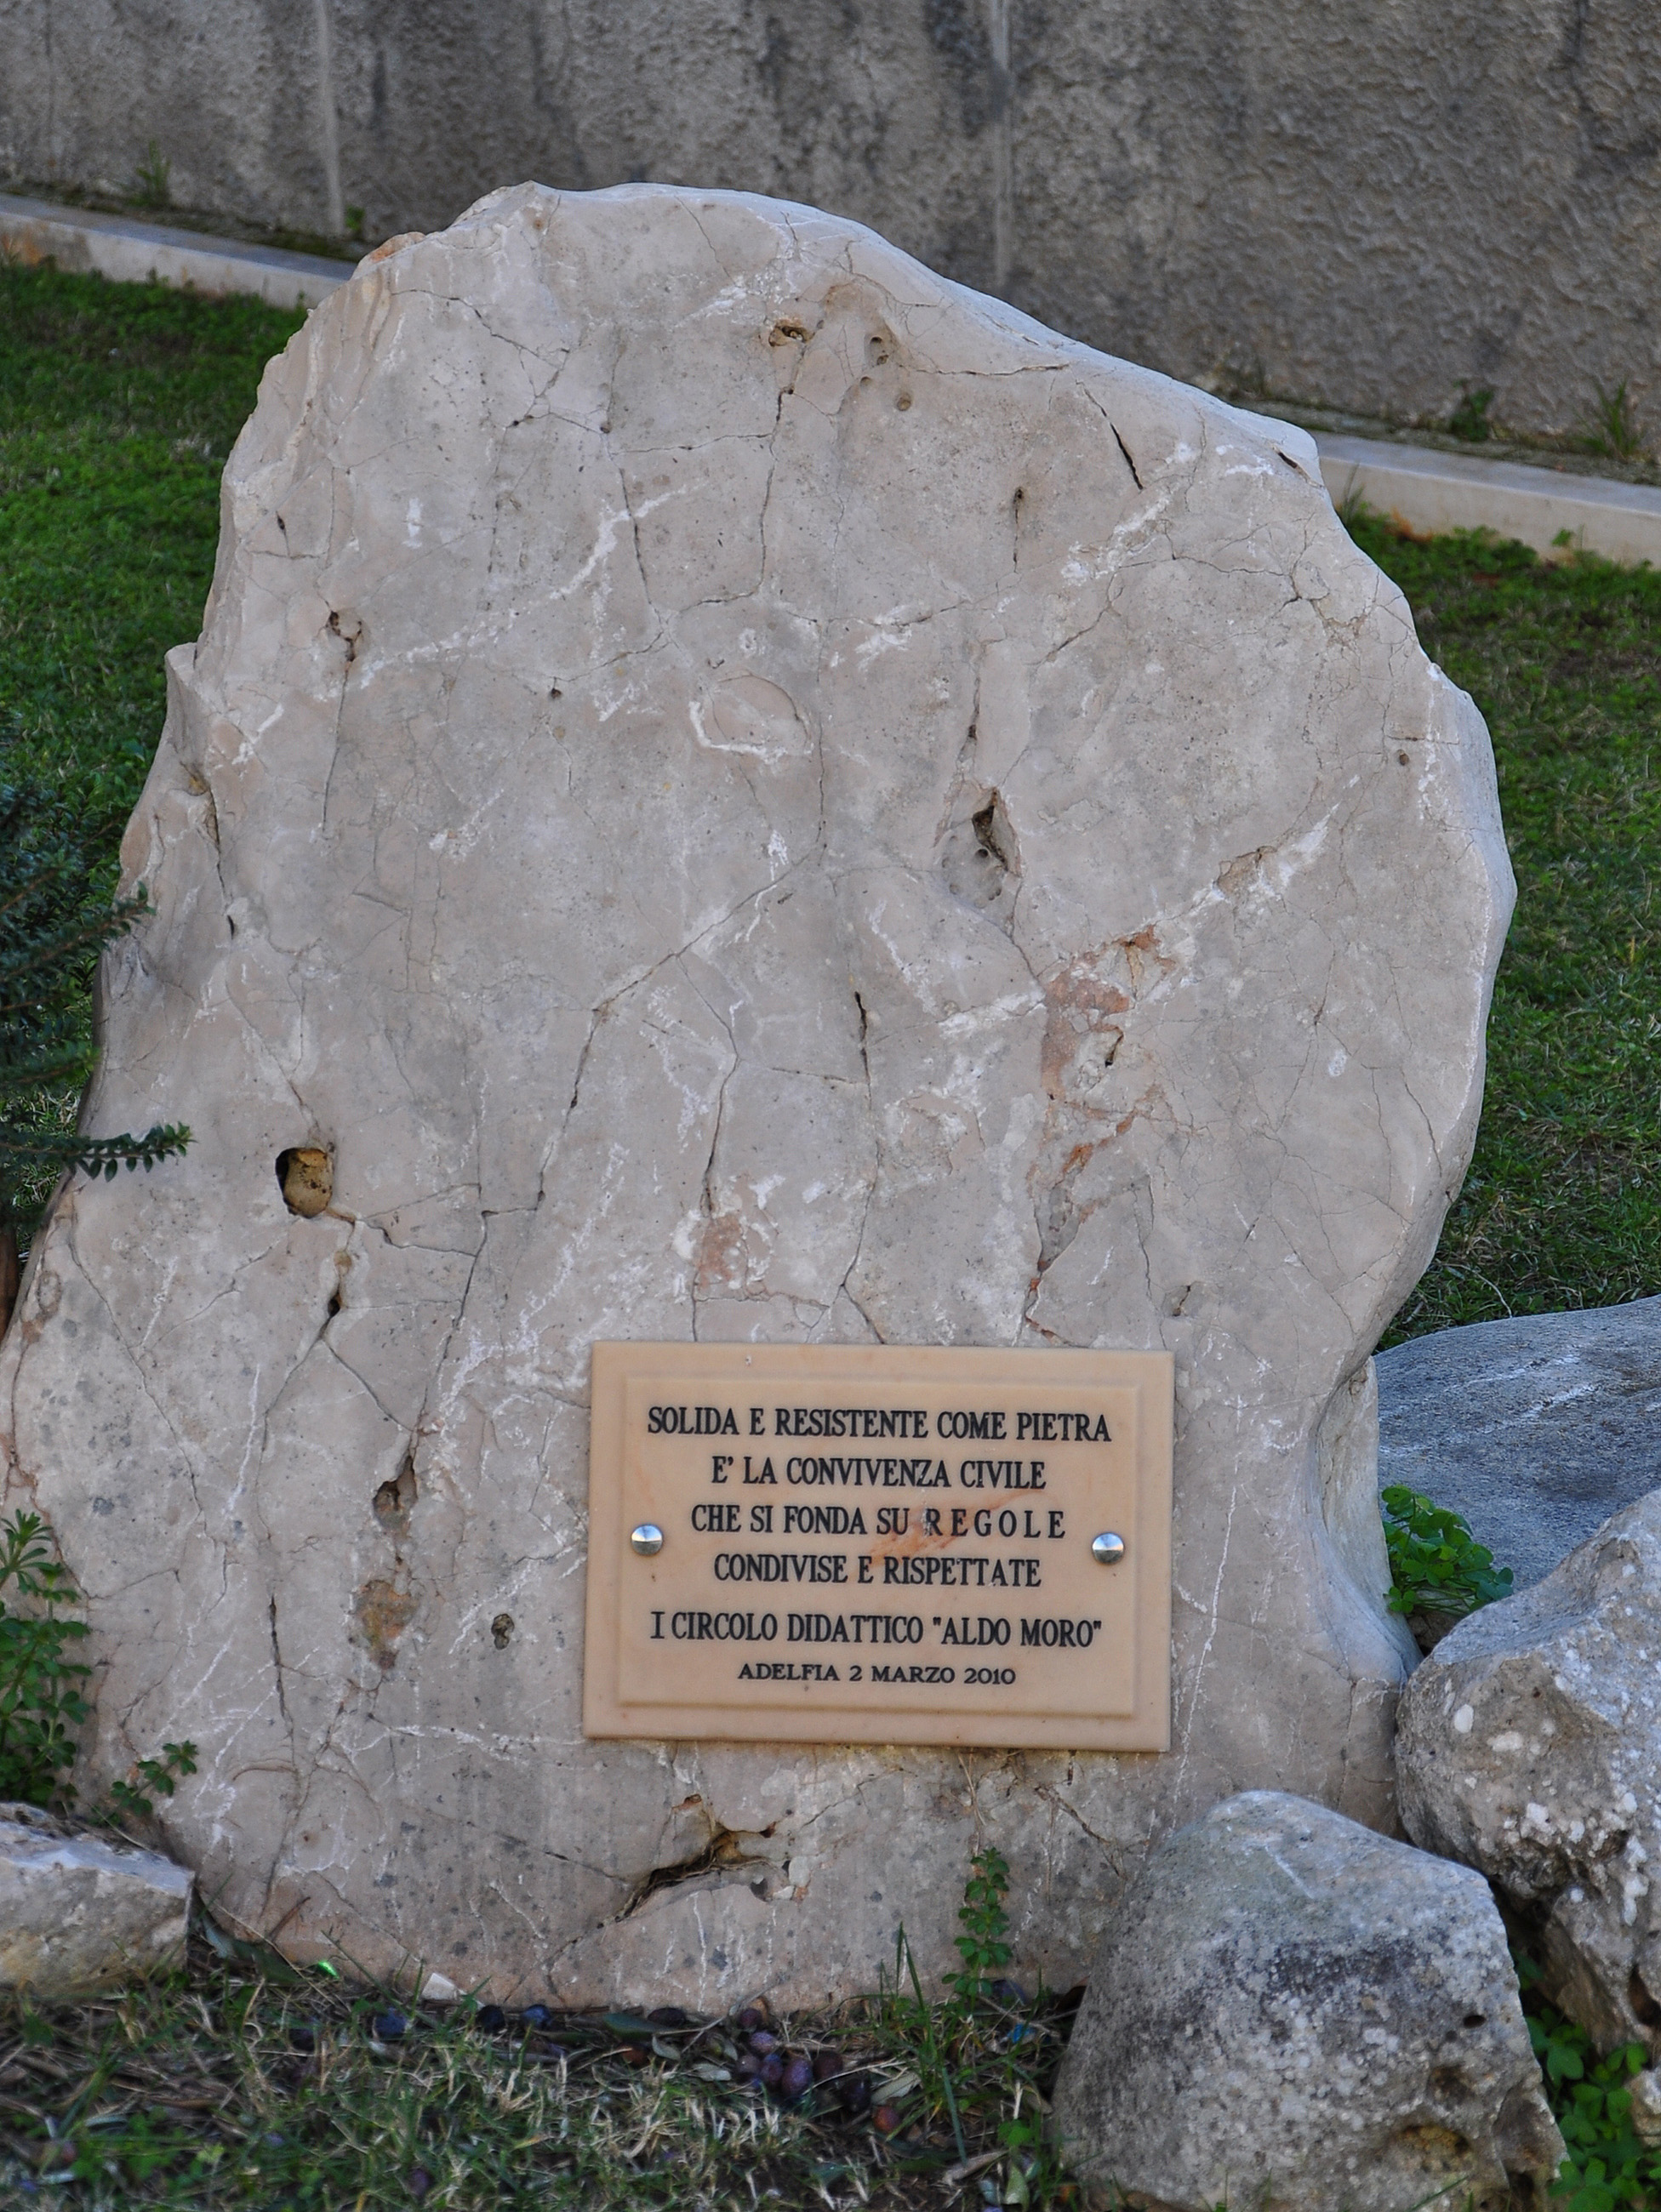 SOLIDA E RESISTENTE COME PIETRA
E' LA CONVIVENZA CIVILE
CHE SI FONDA SU REGOLE
CONDIVISE E RISPETTATE
I CIRCOLO DIDATTICO "ALDO MORO"
ADELFIA 2 MARZO 2010